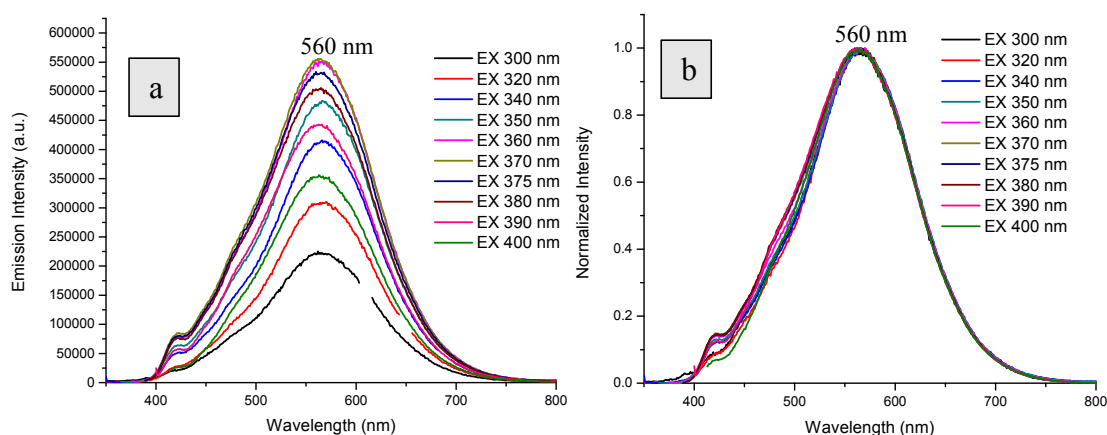 a
560 nm
EX 300 nm
EX 320 nm
EX 340 nm
EX 350 nm
EX 360 nm
EX 370 nm
EX 375 nm
EX 380 nm
EX 390 nm
EX 400 nm
600000
550000
500000
450000
400000
350000
300000
250000
200000
150000
100000
50000
0
Emission Intensity (a.u.)
400 500 600 700 800
Wavelength (nm)
b
560 nm
EX 300 nm
EX 320 nm
EX 340 nm
EX 350 nm
EX 360 nm
EX 370 nm
EX 375 nm
EX 380 nm
EX 390 nm
EX 400 nm
1.0
0.8
0.6
0.4
0.2
0.0
Normalized Intensity
400 500 600 700 800
Wavelength (nm)